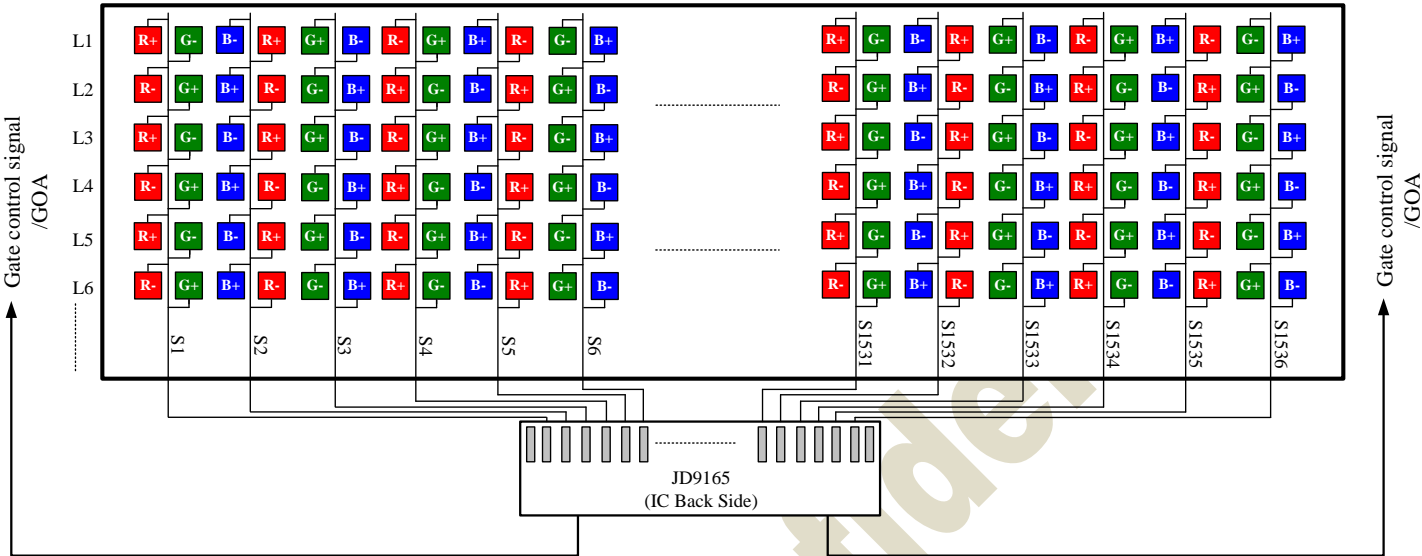 L1 R+ G- B- R+ G+ B- R- G+ B+ R- G- B+ R+ G- B- R+ G+ B- R- G+ B+ R- G- B+
L2 R- G+ B+ R- G- B+ R+ G- B- R+ G+ B- R- G+ B+ R- G- B+ R+ G- B- R+ G+ B-
L3 R+ G- B- R+ G+ B- R- G+ B+ R- G- B+ R+ G- B- R+ G+ B- R- G+ B+ R- G- B+
L4 R- G+ B+ R- G- B+ R+ G- B- R+ G+ B- R- G+ B+ R- G- B+ R+ G- B- R+ G+ B-
L5 R+ G- B- R+ G+ B- R- G+ B+ R- G- B+ R+ G- B- R+ G+ B- R- G+ B+ R- G- B+
L6 R- G+ B+ R- G- B+ R+ G- B- R+ G+ B- R- G+ B+ R- G- B+ R+ G- B- R+ G+ B-
Gate control signal
/GOA
Gate control signal
/GOA
S1 S2 S3 S4 S5 S6 S1531 S1532 S1533 S1534 S1535 S1536
JD9165
(IC Back Side)